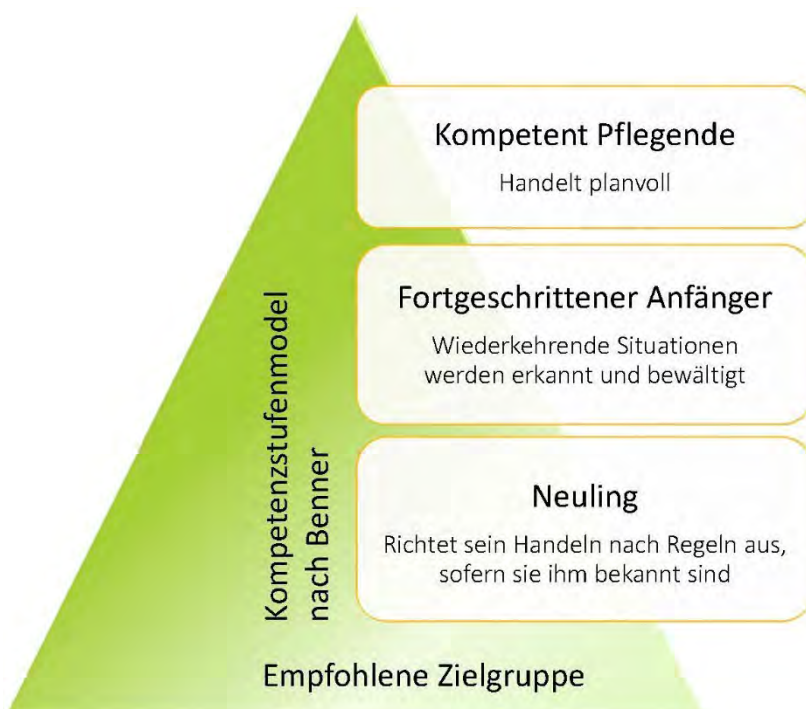 Kompetent Pflegende
Handelt planvoll
Fortgeschrittener Anfänger
Wiederkehrende Situationen
werden erkannt und bewältigt
Neuling
Richtet sein Handeln nach Regeln aus,
sofern sie ihm bekannt sind
Kompetenzstufenmodel
nach Benner
Empfohlene Zielgruppe